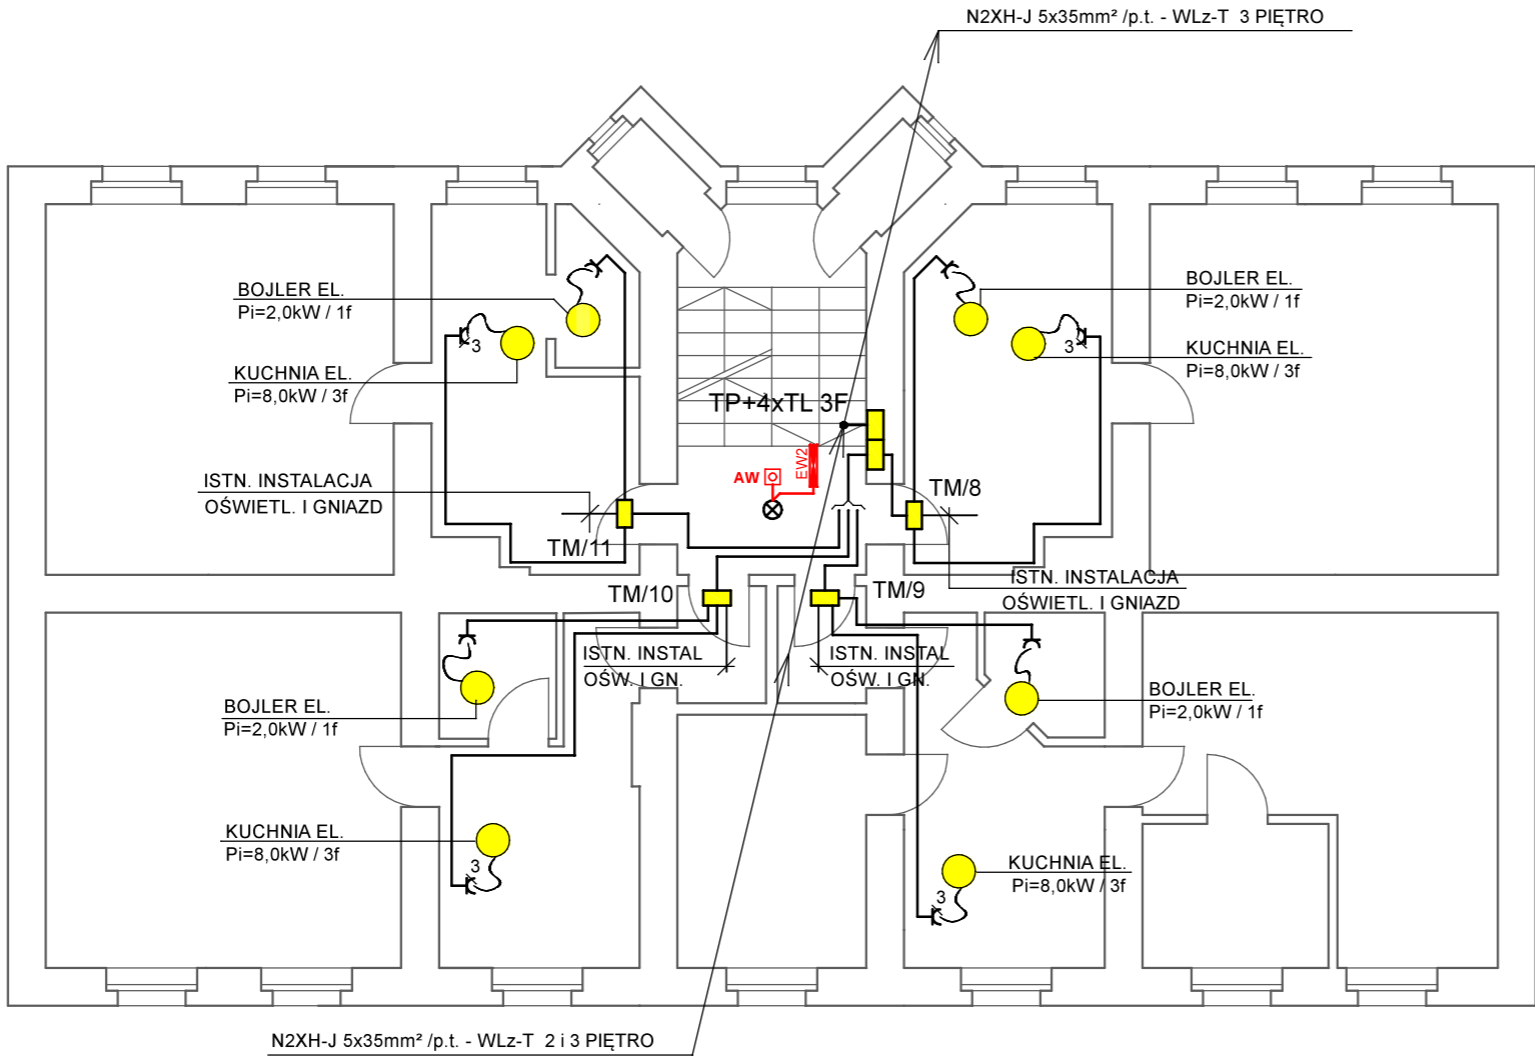 N2XH-J 5x35mm² /p.t. - WLz-T 3 PIĘTRO
BOJLER EL.
Pi=2,0kW / 1f
BOJLER EL.
Pi=2,0kW / 1f
3
KUCHNIA EL.
Pi=8,0kW / 3f
3
KUCHNIA EL.
Pi=8,0kW / 3f
TP+4xTL 3F
ISTN. INSTALACJA
OŚWIETL. I GNIAZD
AW
EW2
TM/8
TM/11
ISTN. INSTALACJA
OŚWIETL. I GNIAZD
TM/10
TM/9
ISTN. INSTAL
OŚW. I GN.
ISTN. INSTAL
OŚW. I GN.
BOJLER EL.
Pi=2,0kW / 1f
BOJLER EL.
Pi=2,0kW / 1f
KUCHNIA EL.
Pi=8,0kW / 3f
3
KUCHNIA EL.
Pi=8,0kW / 3f
3
N2XH-J 5x35mm² /p.t. - WLz-T 2 i 3 PIĘTRO